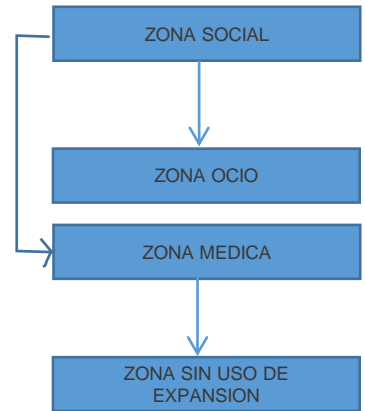 ZONA SOCIAL
ZONA OCIO
ZONA MEDICA
ZONA SIN USO DE
EXPANSION